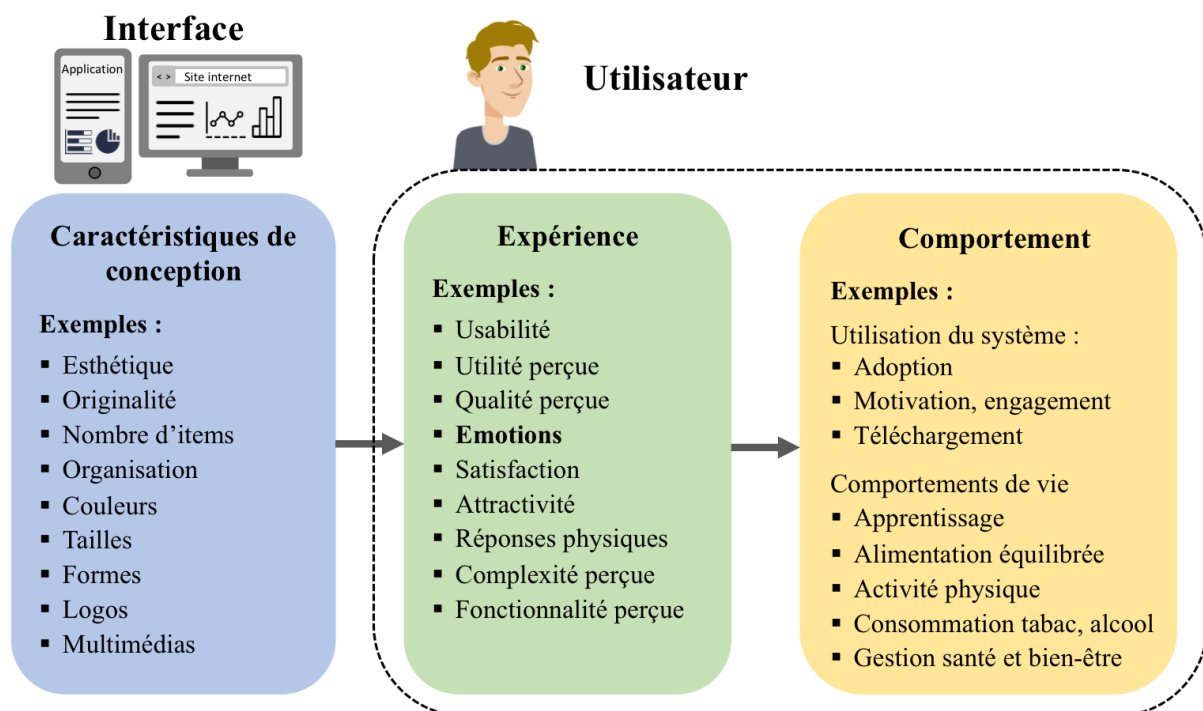 Interface
Application
< > Site internet
Utilisateur
Caractéristiques de
conception
Exemples :
▪ Esthétique
▪ Originalité
▪ Nombre d’items
▪ Organisation
▪ Couleurs
▪ Tailles
▪ Formes
▪ Logos
▪ Multimédias
Expérience
Exemples :
▪ Usabilité
▪ Utilité perçue
▪ Qualité perçue
▪ Emotions
▪ Satisfaction
▪ Attractivité
▪ Réponses physiques
▪ Complexité perçue
▪ Fonctionnalité perçue
Comportement
Exemples :
Utilisation du système :
▪ Adoption
▪ Motivation, engagement
▪ Téléchargement
Comportements de vie
▪ Apprentissage
▪ Alimentation équilibrée
▪ Activité physique
▪ Consommation tabac, alcool
▪ Gestion santé et bien-être